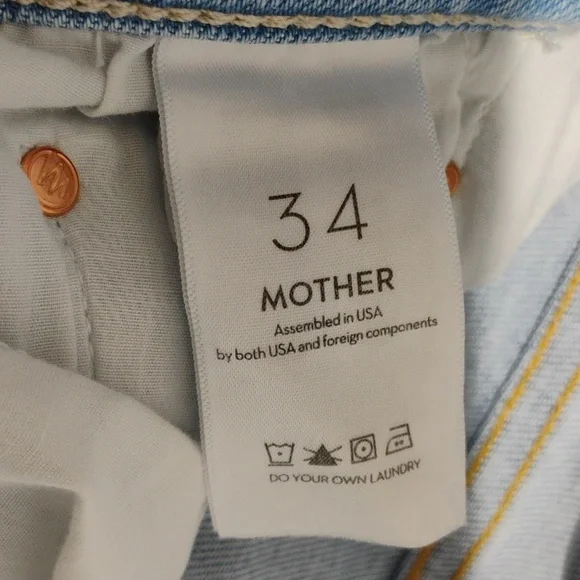 34
MOTHER
Assembled in USA
by both USA and foreign components
DO YOUR OWN LAUNDRY